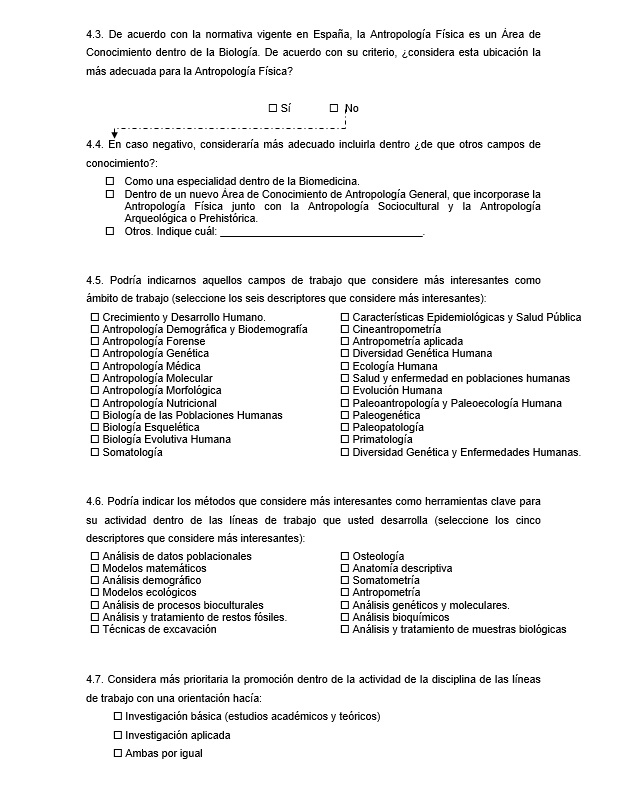 4.3. De acuerdo con la normativa vigente en España, la Antropología Física es un Área de
Conocimiento dentro de la Biología. De acuerdo con su criterio, ¿considera esta ubicación la
más adecuada para la Antropología Física?
☐ Sí ☐ No
4.4. En caso negativo, consideraría más adecuado incluirla dentro ¿de que otros campos de
conocimiento?:
☐ Como una especialidad dentro de la Biomedicina.
☐ Dentro de un nuevo Área de Conocimiento de Antropología General, que incorporase la
Antropología Física junto con la Antropología Sociocultural y la Antropología
Arqueológica o Prehistórica.
☐ Otros. Indique cuál: ___________________________________.
4.5. Podría indicarnos aquellos campos de trabajo que considere más interesantes como
ámbito de trabajo (seleccione los seis descriptores que considere más interesantes):
☐ Crecimiento y Desarrollo Humano.
☐ Antropología Demográfica y Biodemografía
☐ Antropología Forense
☐ Antropología Genética
☐ Antropología Médica
☐ Antropología Molecular
☐ Antropología Morfológica
☐ Antropología Nutricional
☐ Biología de las Poblaciones Humanas
☐ Biología Esquelética
☐ Biología Evolutiva Humana
☐ Somatología
☐ Características Epidemiológicas y Salud Pública
☐ Cineantropometría
☐ Antropometría aplicada
☐ Diversidad Genética Humana
☐ Ecología Humana
☐ Salud y enfermedad en poblaciones humanas
☐ Evolución Humana
☐ Paleoantropología y Paleoecología Humana
☐ Paleogenética
☐ Paleopatología
☐ Primatología
☐ Diversidad Genética y Enfermedades Humanas.
4.6. Podría indicar los métodos que considere más interesantes como herramientas clave para
su actividad dentro de las líneas de trabajo que usted desarrolla (seleccione los cinco
descriptores que considere más interesantes):
☐ Análisis de datos poblacionales
☐ Modelos matemáticos
☐ Análisis demográfico
☐ Modelos ecológicos
☐ Análisis de procesos bioculturales
☐ Análisis y tratamiento de restos fósiles.
☐ Técnicas de excavación
☐ Osteología
☐ Anatomía descriptiva
☐ Somatometría
☐ Antropometría
☐ Análisis genéticos y moleculares.
☐ Análisis bioquímicos
☐ Análisis y tratamiento de muestras biológicas
4.7. Considera más prioritaria la promoción dentro de la actividad de la disciplina de las líneas
de trabajo con una orientación hacía:
☐ Investigación básica (estudios académicos y teóricos)
☐ Investigación aplicada
☐ Ambas por igual